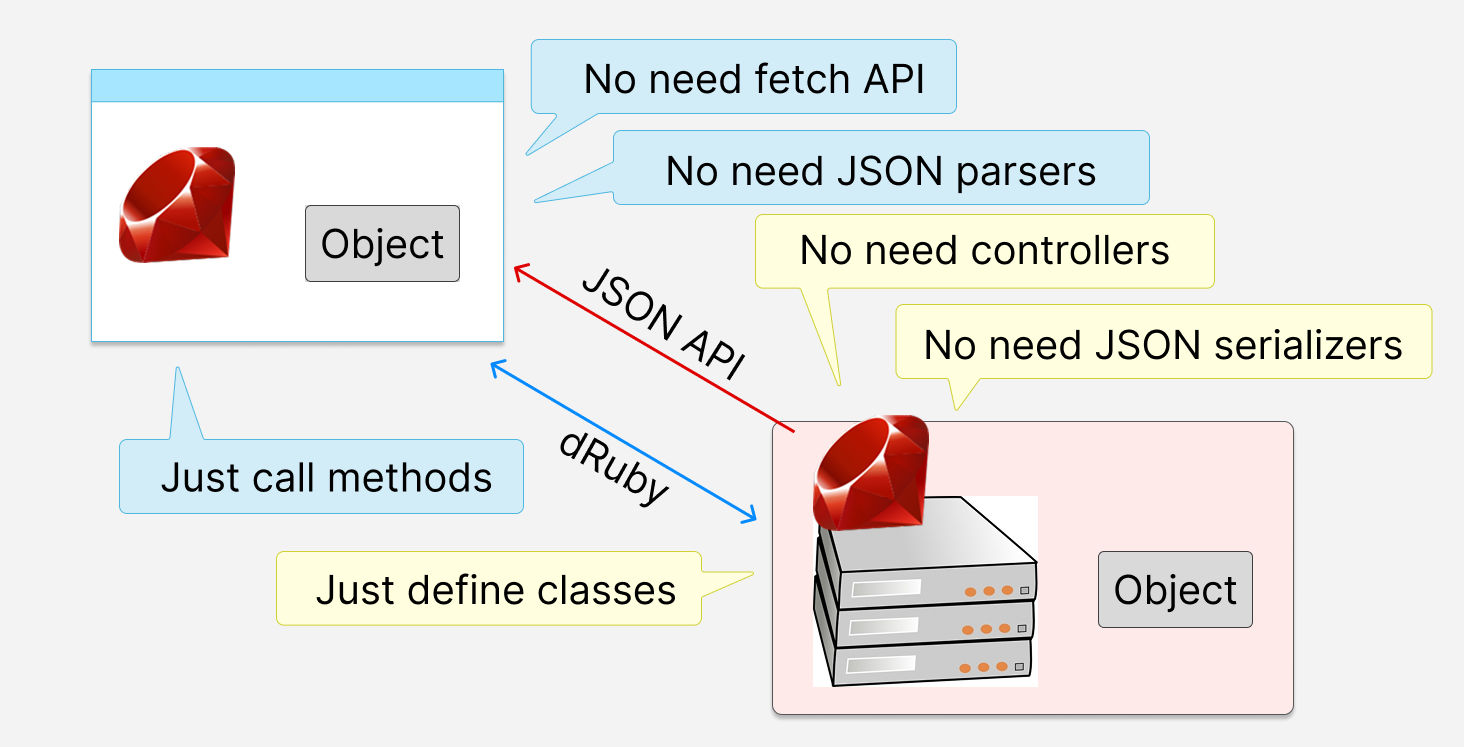 No need fetch API
No need JSON parsers
No need controllers
Object
JSON API
No need JSON serializers
dRuby
Just call methods
Just define classes
Object